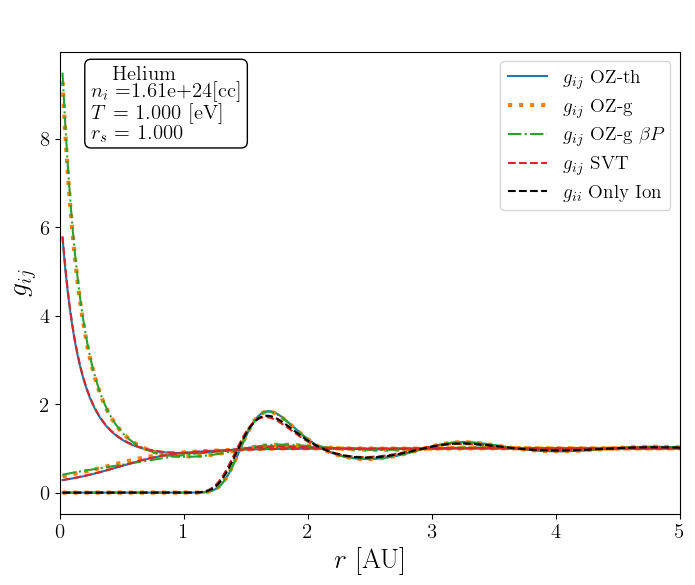 Helium
n_i =1.61e+24[cc]
T = 1.000 [eV]
r_s = 1.000
g_ij OZ-th
g_ij OZ-g
g_ij OZ-g βP
g_ij SVT
g_ii Only Ion
g_ij
8
6
4
2
0
0 1 2 3 4 5
r [AU]